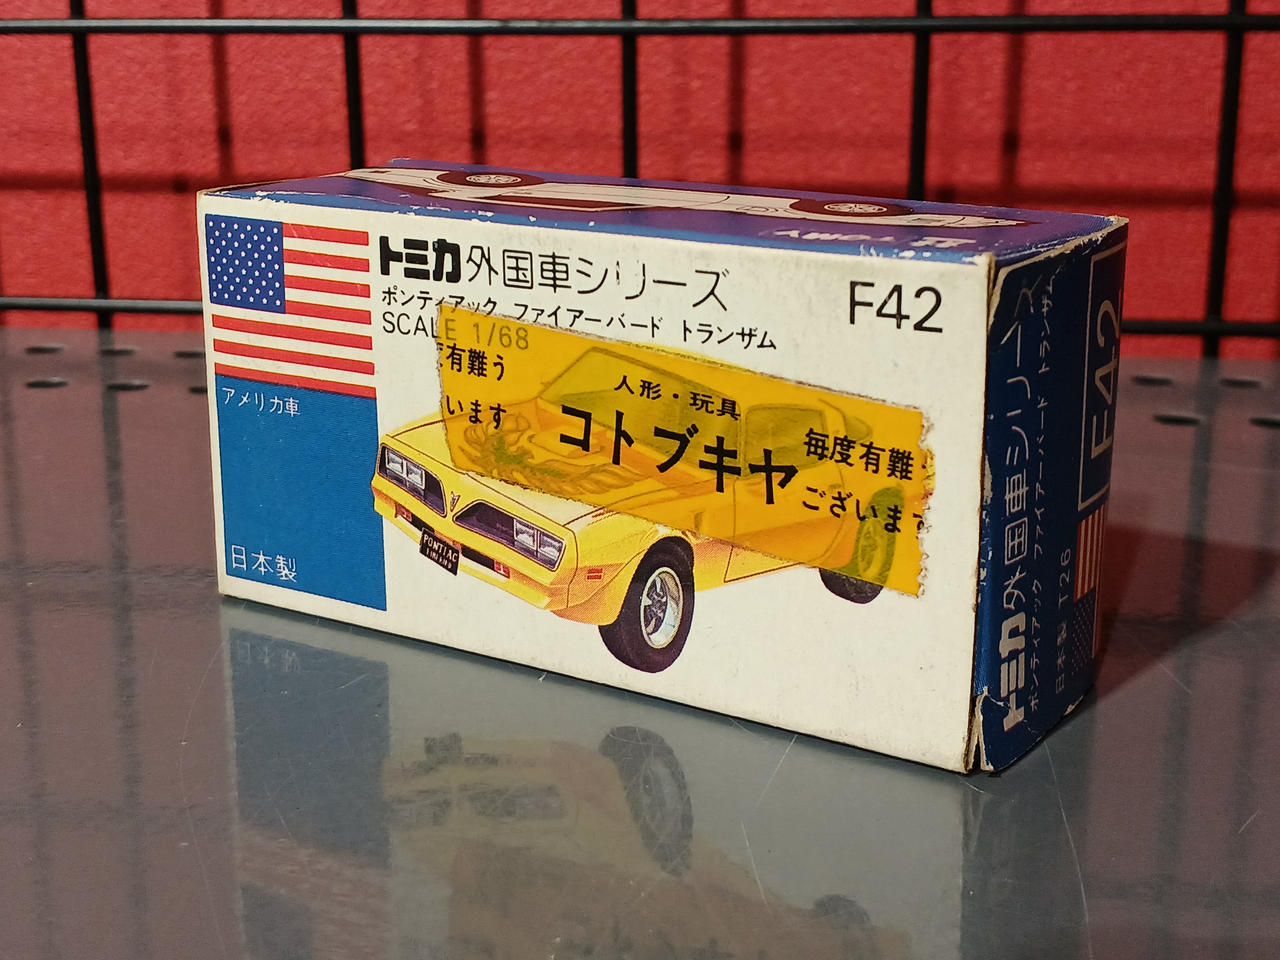 トミカ外国車シリーズ
F42
ポンティアック ファイアーバード トランザム
SCALE 1/68
アメリカ車
日本製
有難う
います
人形・玩具
コトブキヤ
毎度有難
ございます
PONTIAC
FIREBIRD
TOMY
トミカ外国車シリーズ
ポンティアック ファイアーバード トランザム
日本製 T26
F42